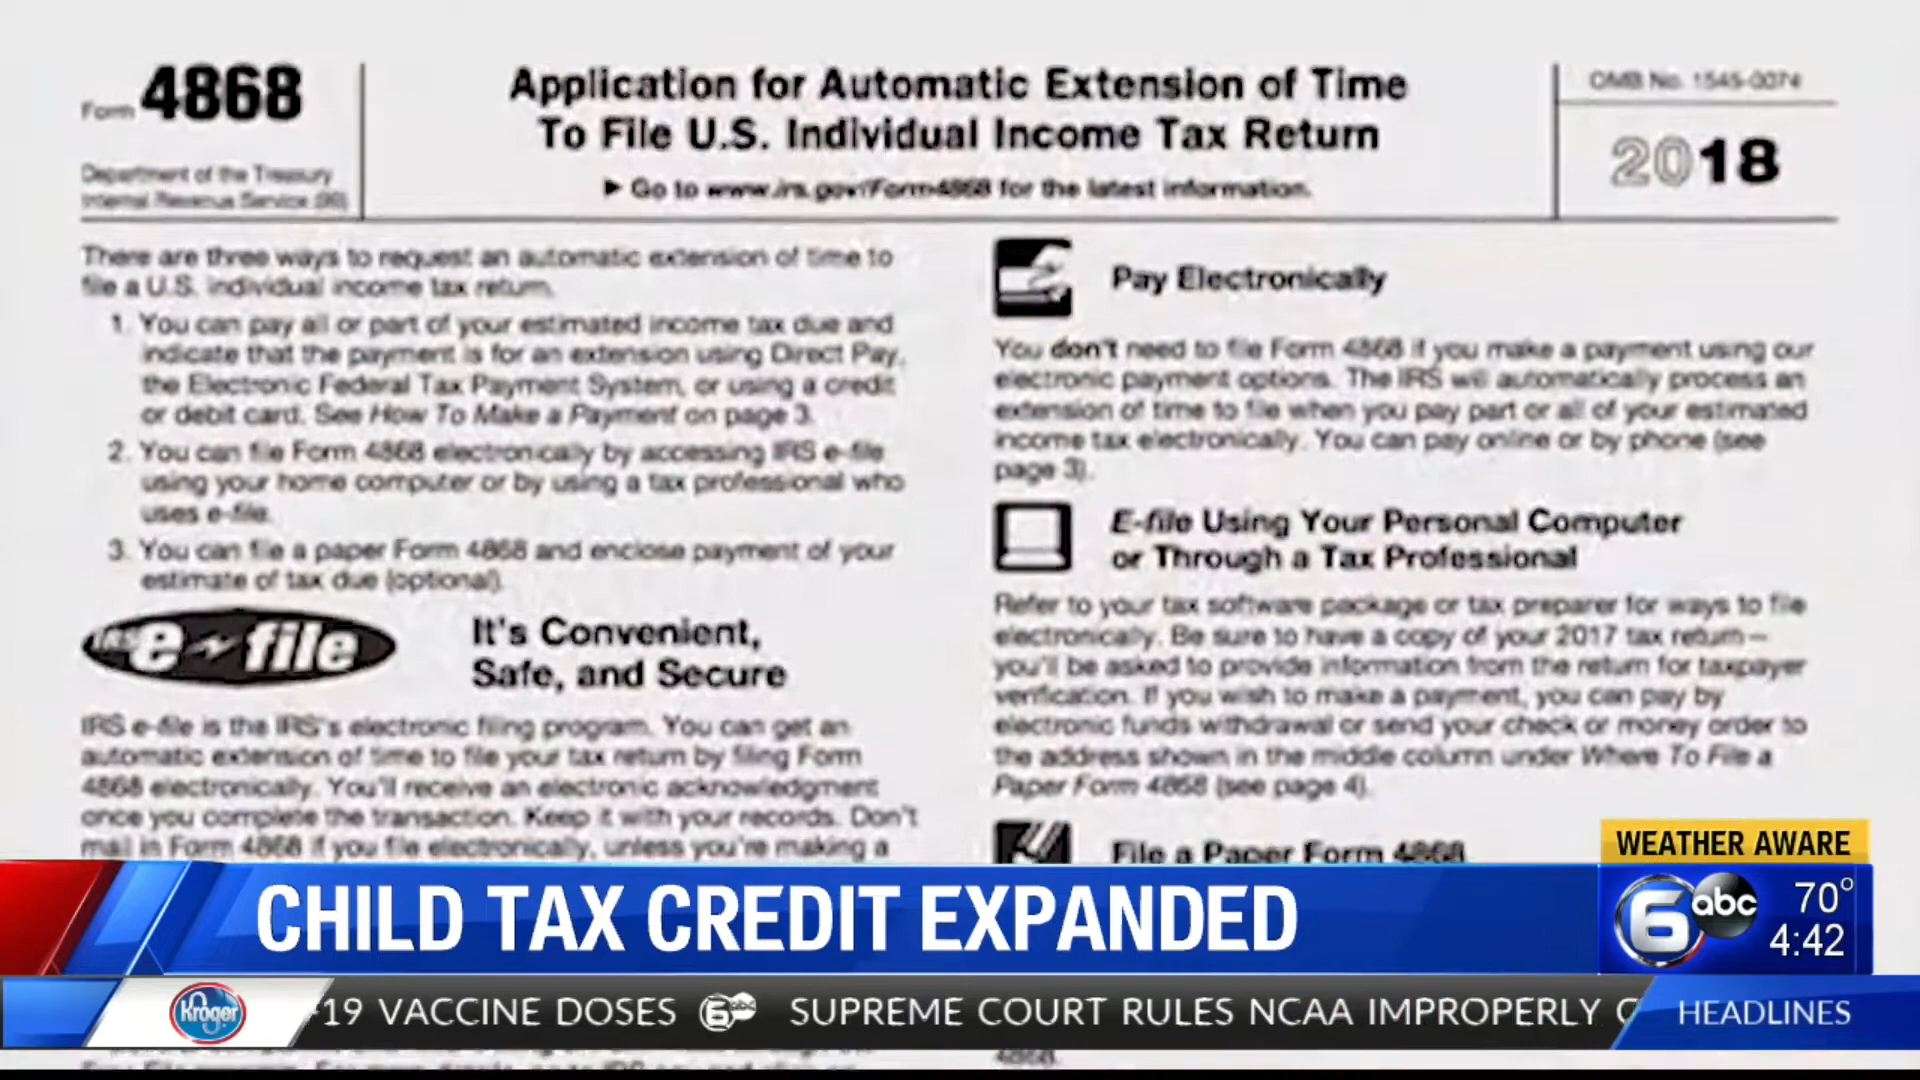 Form 4868
Department of the Treasury
Internal Revenue Service (99)
Application for Automatic Extension of Time
To File U.S. Individual Income Tax Return
► Go to www.irs.gov/Form4868 for the latest information.
OMB No. 1545-0074
2018
There are three ways to request an automatic extension of time to
file a U.S. individual income tax return.
1. You can pay all or part of your estimated income tax due and
indicate that the payment is for an extension using Direct Pay,
the Electronic Federal Tax Payment System, or using a credit
or debit card. See How To Make a Payment on page 3.
2. You can file Form 4868 electronically by accessing IRS e-file
using your home computer or by using a tax professional who
uses e-file.
3. You can file a paper Form 4868 and enclose payment of your
estimate of tax due (optional).
IRS e-file
It's Convenient,
Safe, and Secure
IRS e-file is the IRS's electronic filing program. You can get an
automatic extension of time to file your tax return by filing Form
4868 electronically. You'll receive an electronic acknowledgment
once you complete the transaction. Keep it with your records. Don't
mail in Form 4868 if you file electronically, unless you're making a
Pay Electronically
You don't need to file Form 4868 if you make a payment using our
electronic payment options. The IRS will automatically process an
extension of time to file when you pay part or all of your estimated
income tax electronically. You can pay online or by phone (see
page 3).
E-file Using Your Personal Computer
or Through a Tax Professional
Refer to your tax software package or tax preparer for ways to file
electronically. Be sure to have a copy of your 2017 tax return—
you'll be asked to provide information from the return for taxpayer
verification. If you wish to make a payment, you can pay by
electronic funds withdrawal or send your check or money order to
the address shown in the middle column under Where To File a
Paper Form 4868 (see page 4).
File a Paper Form 4868
WEATHER AWARE
CHILD TAX CREDIT EXPANDED
6 abc 70°
4:42
Kroger
-19 VACCINE DOSES 6 abc SUPREME COURT RULES NCAA IMPROPERLY
HEADLINES
4868.